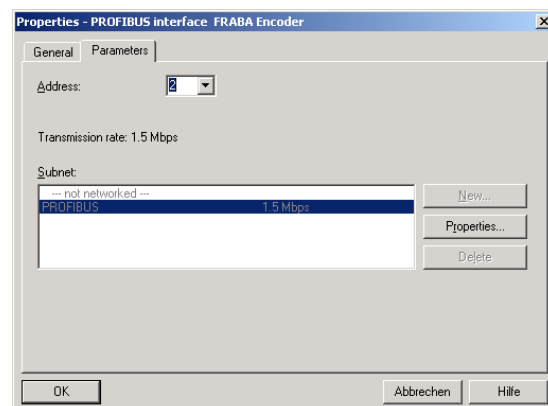 Properties - PROFIBUS interface FRABA Encoder
General Parameters
Address: 2
Transmission rate: 1.5 Mbps
Subnet:
--- not networked ---
PROFIBUS 1.5 Mbps
New...
Properties...
Delete
OK Abbrechen Hilfe